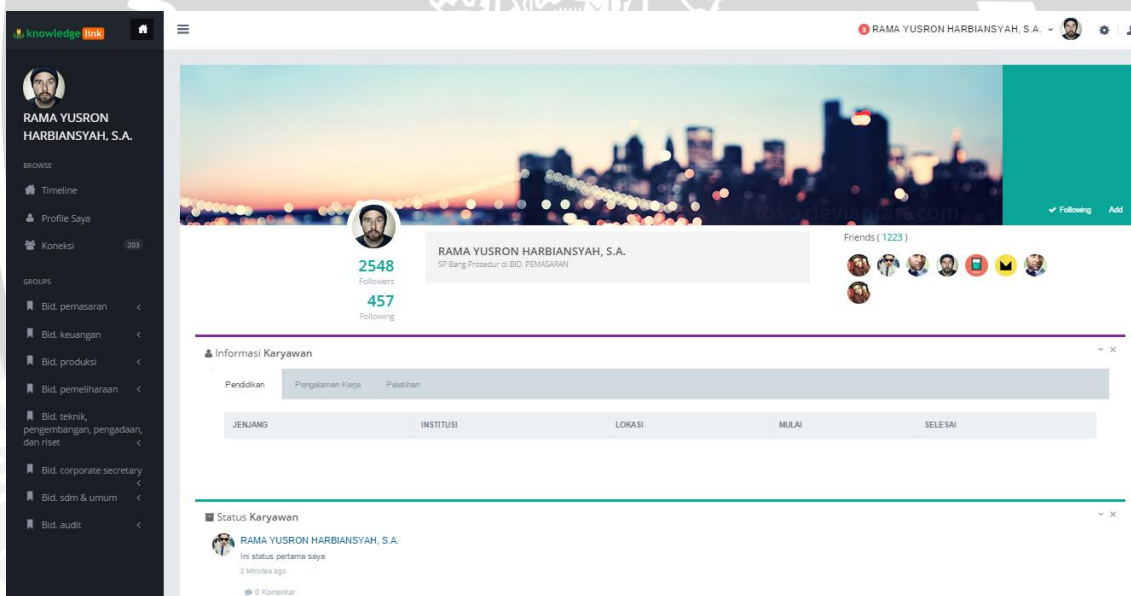 knowledge link
3 RAMA YUSRON HARBIANSYAH, S.A.
RAMA YUSRON
HARBIANSYAH, S.A.
BROWSE
Timeline
Profile Saya
Koneksi 203
GROUPS
Bid. pemasaran
Bid. keuangan
Bid. produksi
Bid. pemeliharaan
Bid. teknik,
pengembangan, pengadaan,
dan riset
Bid. corporate secretary
Bid. sdm & umum
Bid. audit
Following Add
2548
Followers
457
Following
RAMA YUSRON HARBIANSYAH, S.A.
SP Bang Prosedur di BID. PEMASARAN
Friends ( 1223 )
Informasi Karyawan
Pendidikan Pengalaman Kerja Pelatihan
JENJANG INSTITUSI LOKASI MULAI SELESAI
Status Karyawan
RAMA YUSRON HARBIANSYAH, S.A.
Ini status pertama saya
2 Minutes ago
0 Komentar